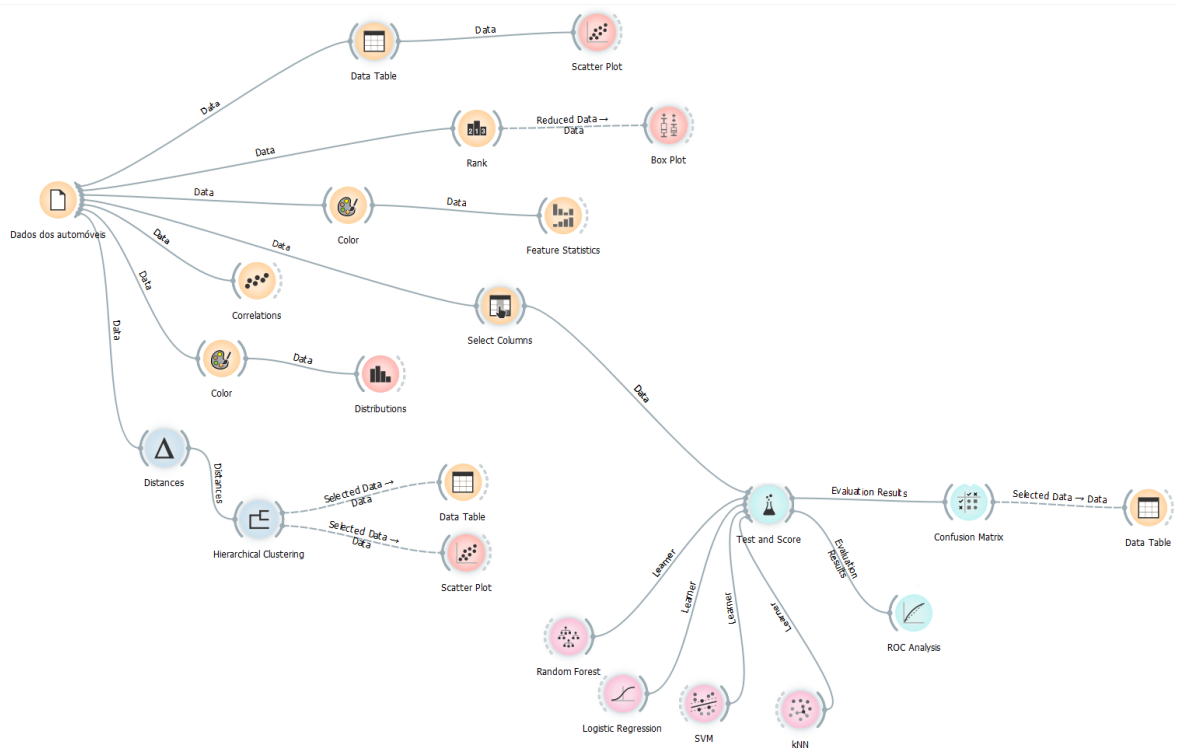 Data
Data Table
Data
Scatter Plot
Data
Rank
Reduced Data →
Data
Box Plot
Dados dos automóveis
Data
Color
Data
Feature Statistics
Data
Correlations
Data
Select Columns
Data
Color
Data
Distributions
Data
Distances
Distances
Hierarchical Clustering
Selected Data →
Data
Data Table
Selected Data →
Data
Scatter Plot
Data
Test and Score
Evaluation Results
Confusion Matrix
Selected Data → Data
Data Table
Evaluation
Results
ROC Analysis
Learner
Random Forest
Learner
Logistic Regression
Learner
SVM
Learner
kNN
2 1 3